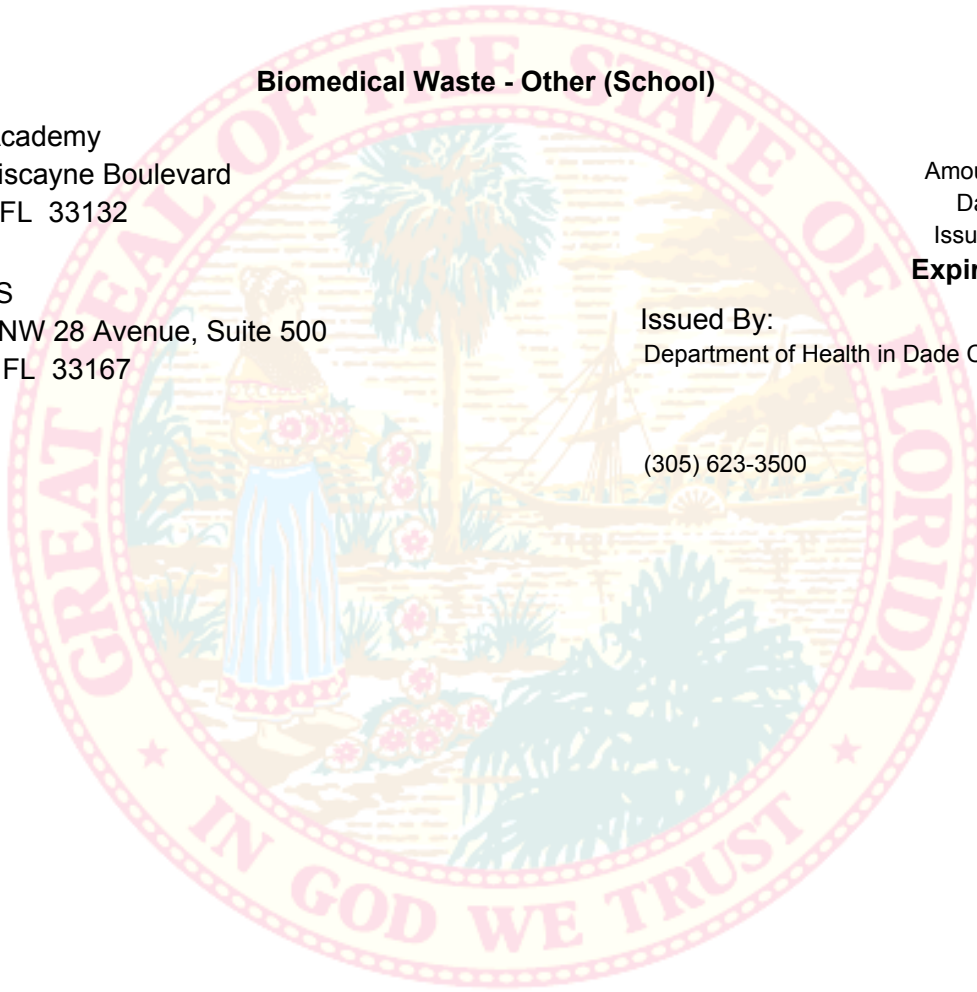 Biomedical Waste - Other (School)
cademy
iscayne Boulevard
FL 33132
S
NW 28 Avenue, Suite 500
FL 33167
Amou
Da
Issu
Expir
Issued By:
Department of Health in Dade C
(305) 623-3500
GREAT SEAL OF THE STATE OF FLORIDA
IN GOD WE TRUST